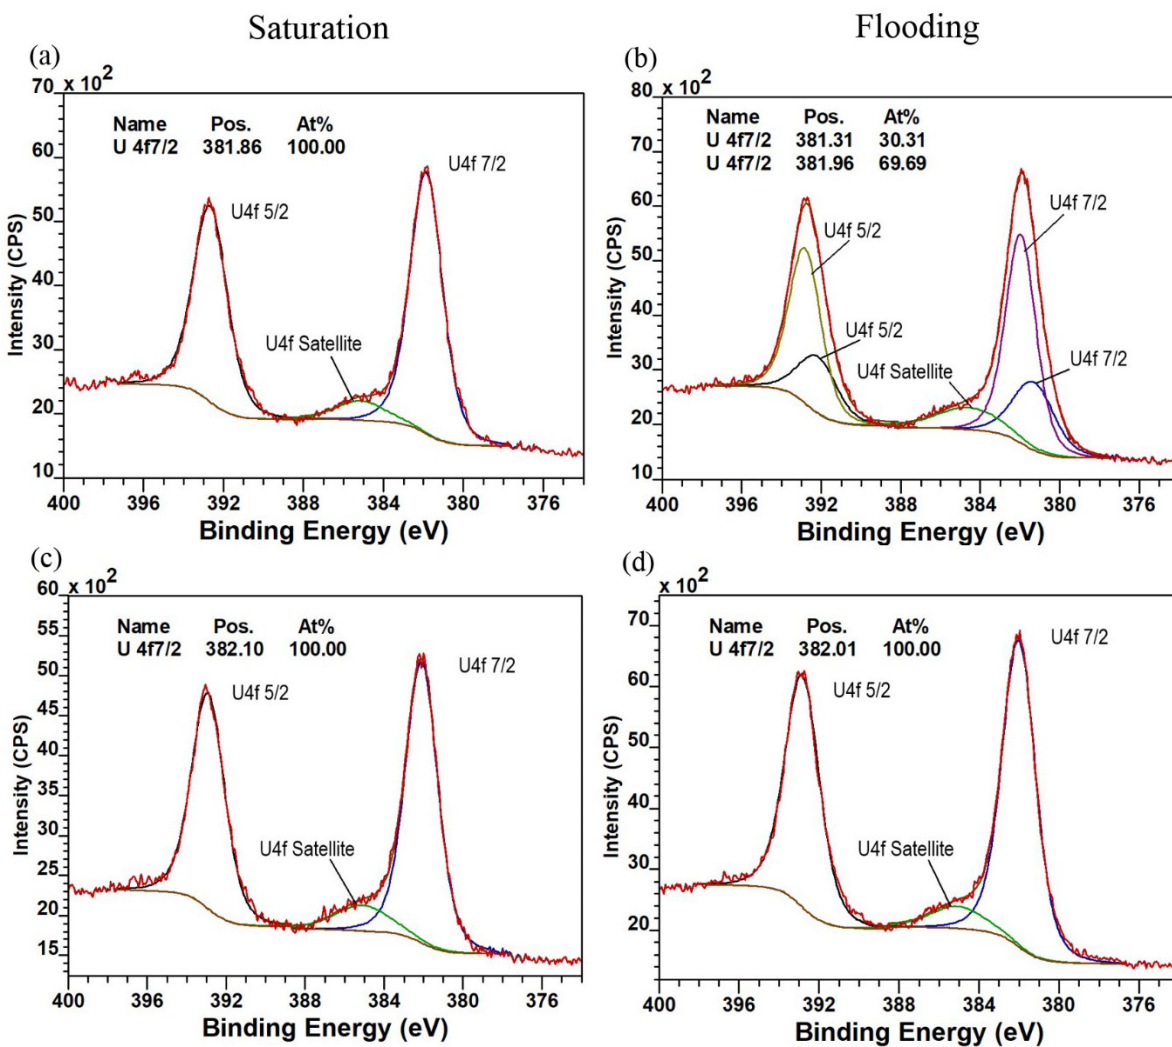 Saturation
Flooding
(a)
70 x 10²
Name Pos. At%
U 4f7/2 381.86 100.00
U4f 7/2
U4f 5/2
U4f Satellite
60
50
40
30
20
10
Intensity (CPS)
400 396 392 388 384 380 376
Binding Energy (eV)
(b)
80 x 10²
Name Pos. At%
U 4f7/2 381.31 30.31
U 4f7/2 381.96 69.69
U4f 7/2
U4f 5/2
U4f 5/2
U4f Satellite
U4f 7/2
70
60
50
40
30
20
10
Intensity (CPS)
400 396 392 388 384 380 376
Binding Energy (eV)
(c)
60 x 10²
Name Pos. At%
U 4f7/2 382.10 100.00
U4f 7/2
U4f 5/2
U4f Satellite
55
50
45
40
35
30
25
20
15
Intensity (CPS)
400 396 392 388 384 380 376
Binding Energy (eV)
(d)
x 10²
70
Name Pos. At%
U 4f7/2 382.01 100.00
U4f 7/2
U4f 5/2
U4f Satellite
60
50
40
30
20
Intensity (CPS)
400 396 392 388 384 380 376
Binding Energy (eV)